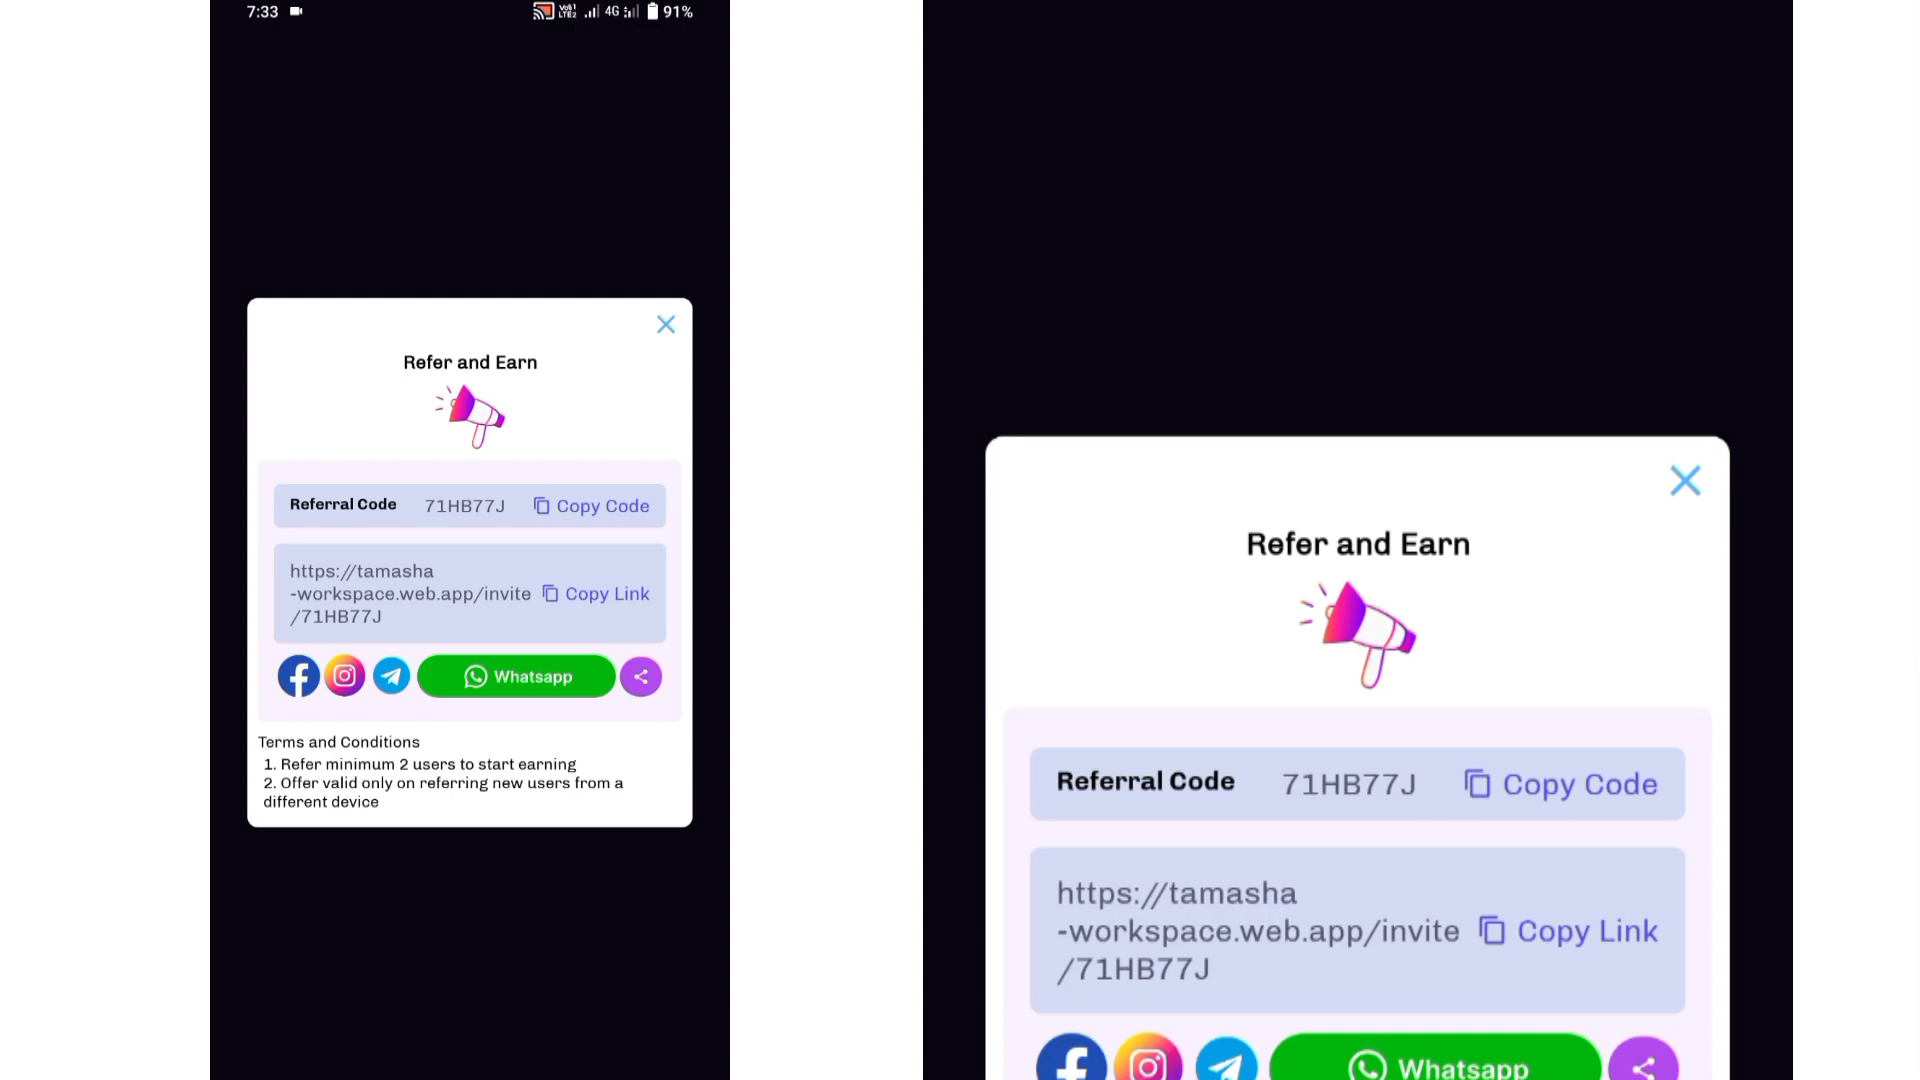 7:33
VoI1 LTE2 4G 91%
Refer and Earn
Referral Code 71HB77J Copy Code
https://tamasha
-workspace.web.app/invite Copy Link
/71HB77J
Whatsapp
Terms and Conditions
1. Refer minimum 2 users to start earning
2. Offer valid only on referring new users from a
different device
Refer and Earn
Referral Code 71HB77J Copy Code
https://tamasha
-workspace.web.app/invite Copy Link
/71HB77J
Whatsapp